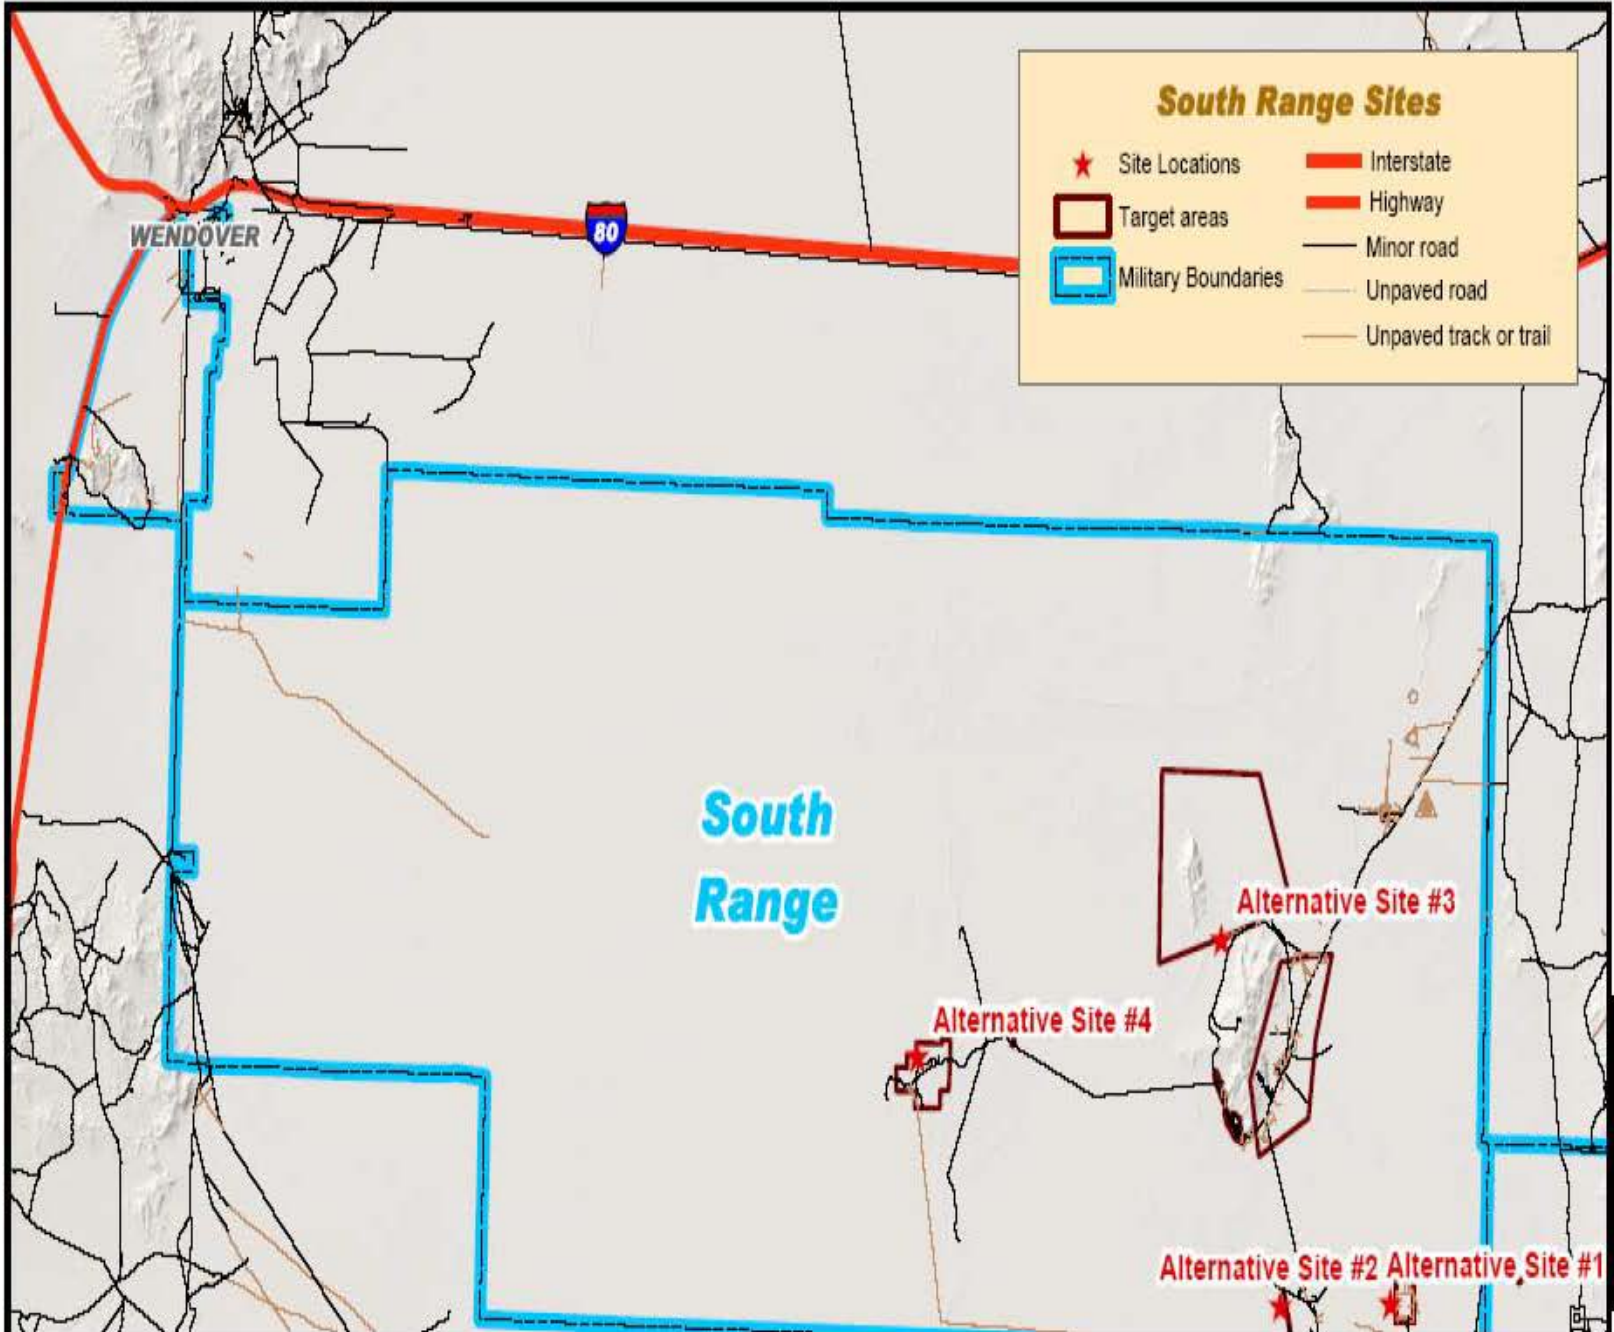 South Range Sites
Site Locations
Target areas
Military Boundaries
Interstate
Highway
Minor road
Unpaved road
Unpaved track or trail
WENDOVER
80
South
Range
Alternative Site #3
Alternative Site #4
Alternative Site #2
Alternative Site #1